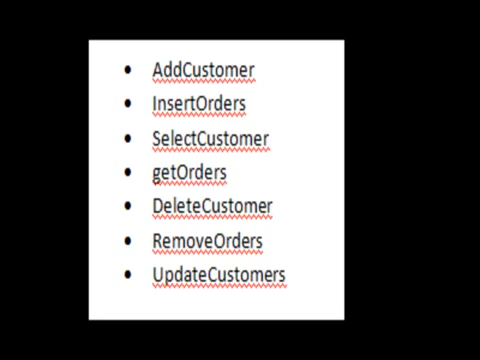 • AddCustomer
• InsertOrders
• SelectCustomer
• getOrders
• DeleteCustomer
• RemoveOrders
• UpdateCustomers